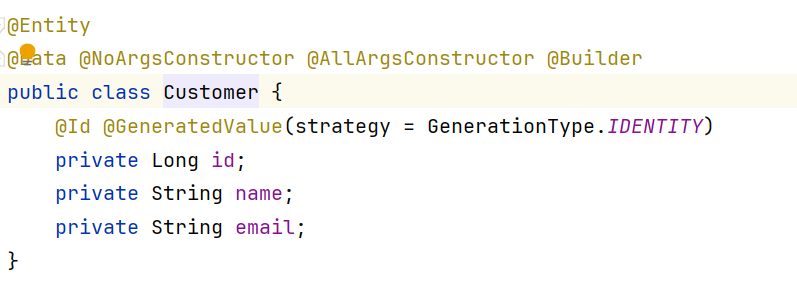 @Entity
@Data @NoArgsConstructor @AllArgsConstructor @Builder
public class Customer {
    @Id @GeneratedValue(strategy = GenerationType.IDENTITY)
    private Long id;
    private String name;
    private String email;
}